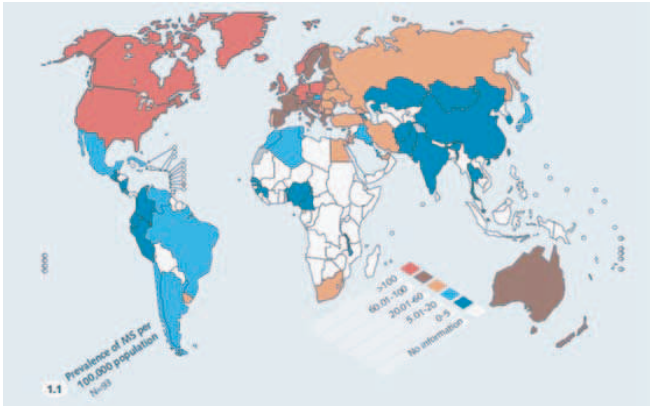 >100
60.01-100
20.01-60
5.01-20
0-5
No information
1.1
Prevalence of MS per
100,000 population
N=93